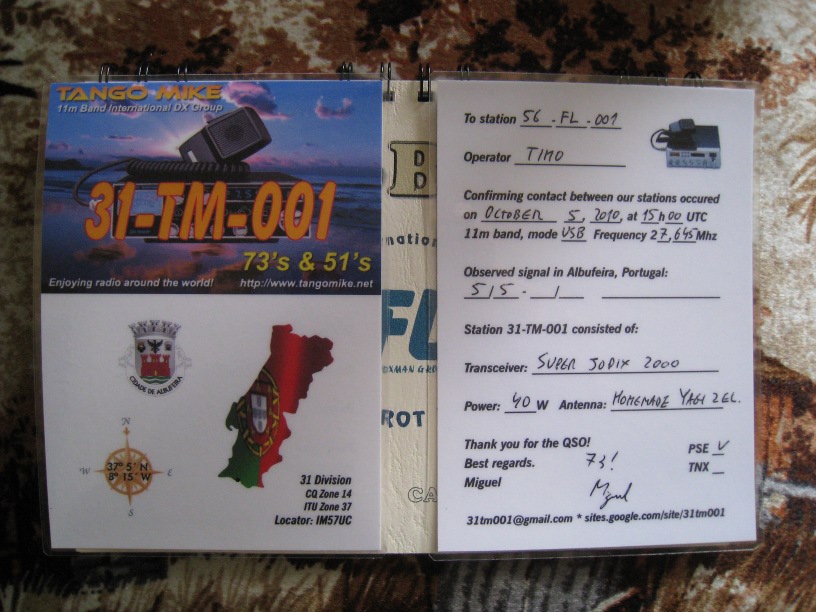 TANGO MIKE
11m Band International DX Group
31-TM-001
73's & 51's
Enjoying radio around the world!
http://www.tangomike.net
CIDADE DE ALBUFEIRA
N
W
E
S
37° 5' N
8° 15' W
31 Division
CQ Zone 14
ITU Zone 37
Locator: IM57UC
B
nation
FL
OXMAN GRO
ROT
CA
To station 56 - FL - 001
Operator TIMO
Confirming contact between our stations occured
on OCTOBER 5, 2010, at 15h00 UTC
11m band, mode USB Frequency 27,645Mhz
Observed signal in Albufeira, Portugal:
5/5 - /
Station 31-TM-001 consisted of:
Transceiver: SUPER JOPIX 2000
Power: 40 W Antenna: HOMEMADE YAGI 2EL.
Thank you for the QSO!
Best regards. 73!
Miguel
Miguel
PSE V
TNX
31tm001@gmail.com * sites.google.com/site/31tm001